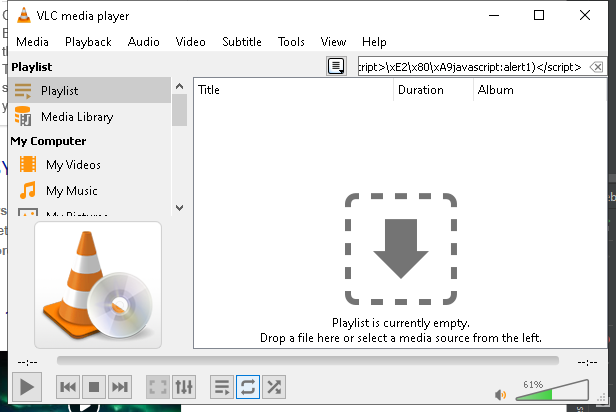 VLC media player
Media Playback Audio Video Subtitle Tools View Help
Playlist
cript>\xE2\x80\xA9javascript:alert1)</script>
Playlist
Media Library
My Computer
My Videos
My Music
My Pictures
Title Duration Album
Playlist is currently empty.
Drop a file here or select a media source from the left.
--:-- --:--
61%